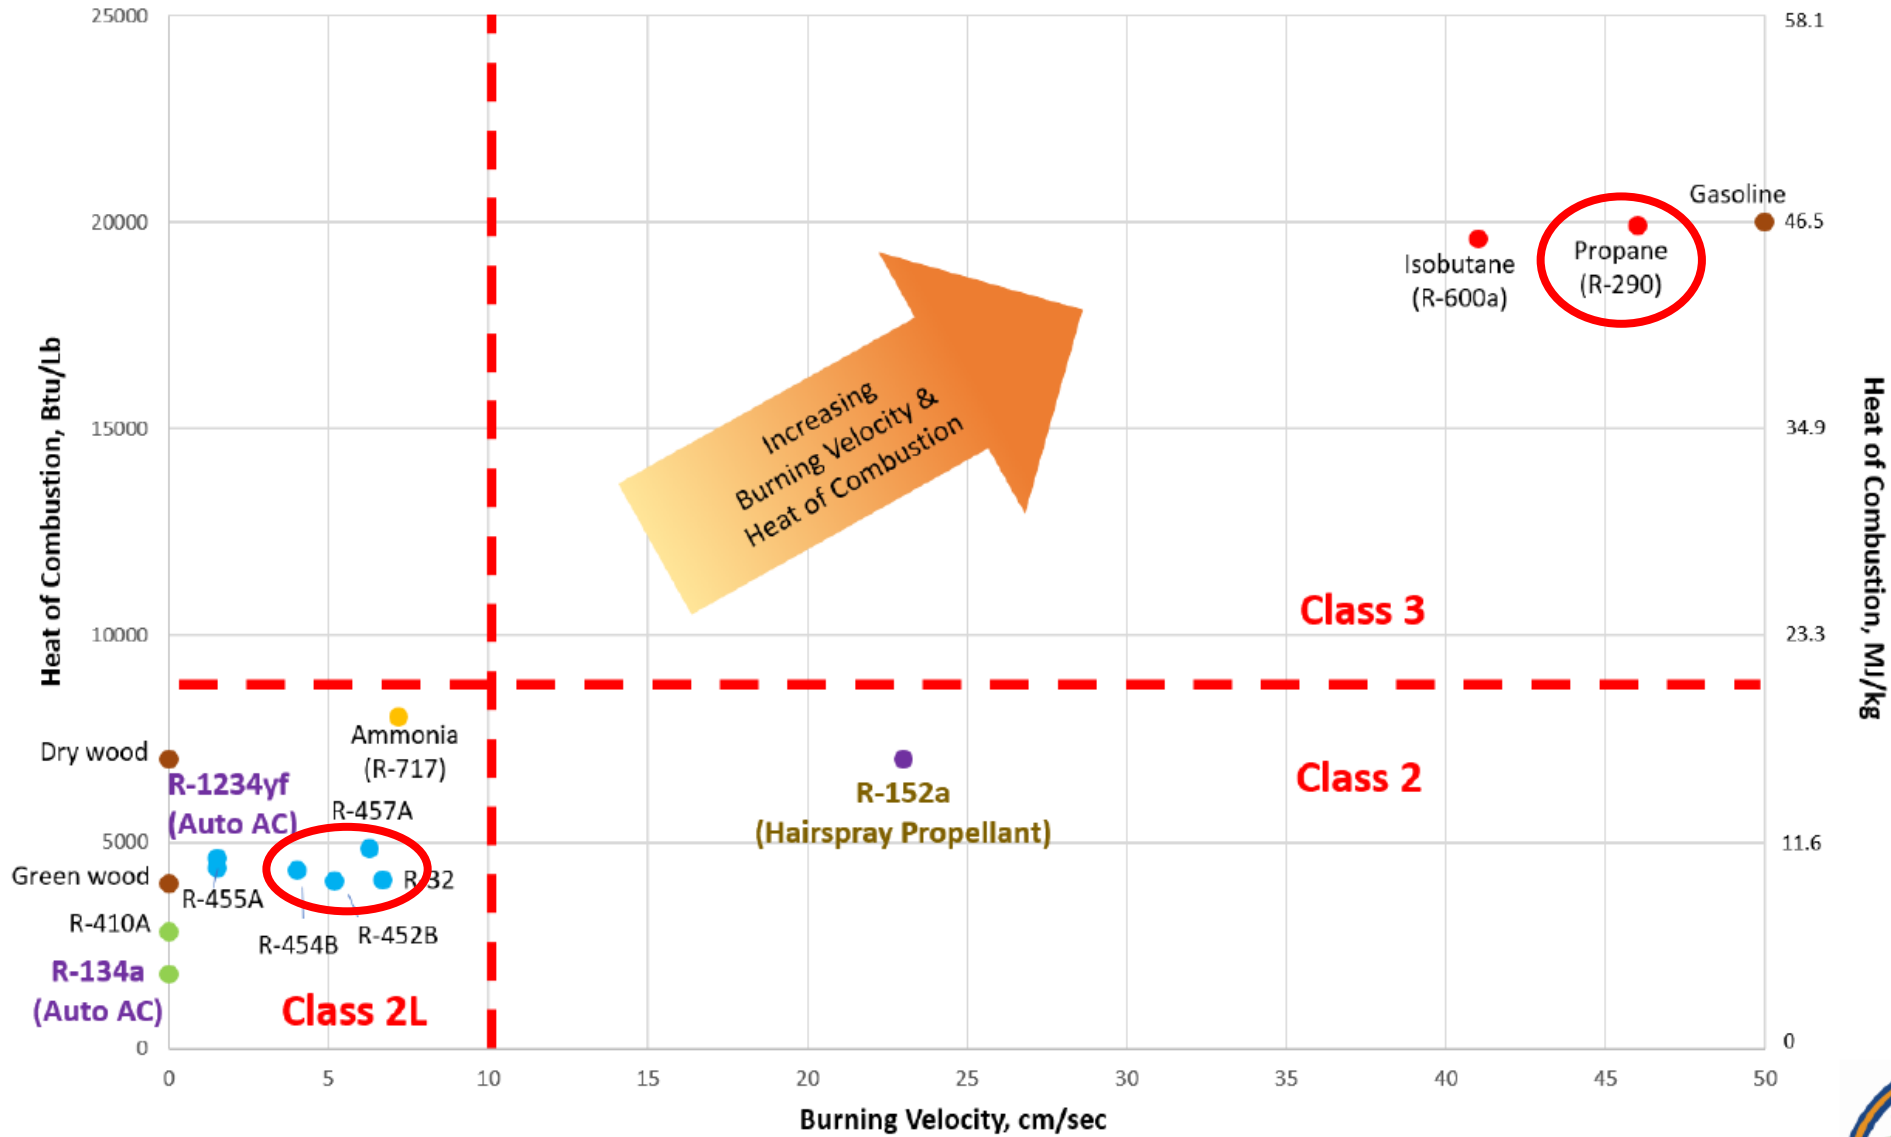 25000
58.1
Gasoline
20000
46.5
Propane
(R-290)
Isobutane
(R-600a)
Increasing
Burning Velocity &
Heat of Combustion
Heat of Combustion, Btu/Lb
Heat of Combustion, MJ/kg
15000
34.9
Class 3
10000
23.3
Ammonia
(R-717)
Dry wood
R-1234yf
(Auto AC)
R-457A
R-152a
(Hairspray Propellant)
Class 2
5000
11.6
Green wood
R-455A
R-32
R-410A
R-454B
R-452B
R-134a
(Auto AC)
Class 2L
0
0
0
5
10
15
20
25
30
35
40
45
50
Burning Velocity, cm/sec